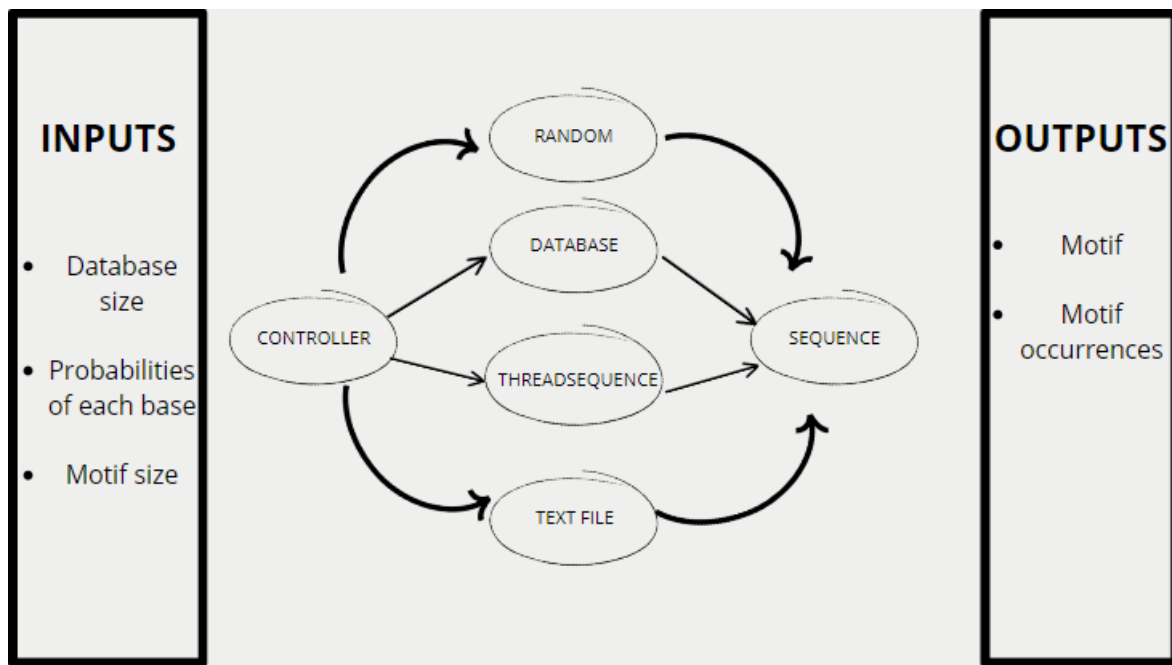 INPUTS
• Database
size
• Probabilities
of each base
• Motif size
RANDOM
DATABASE
CONTROLLER
THREADSEQUENCE
TEXT FILE
SEQUENCE
OUTPUTS
• Motif
• Motif
occurrences